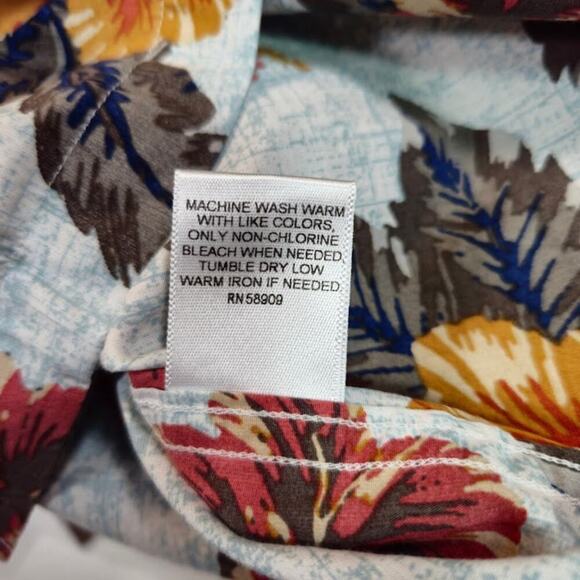 MACHINE WASH WARM
WITH LIKE COLORS,
ONLY NON-CHLORINE
BLEACH WHEN NEEDED.
TUMBLE DRY LOW
WARM IRON IF NEEDED.
RN 58909